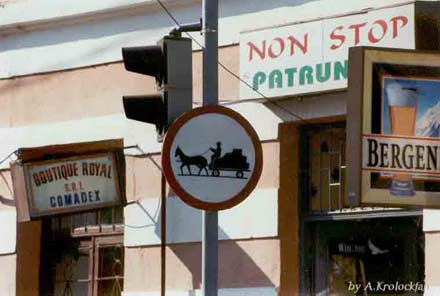 NON STOP
PATRUN
BOUTIQUE ROYAL
S.R.L
COMADEX
BERGEN
by A.Krolockfa